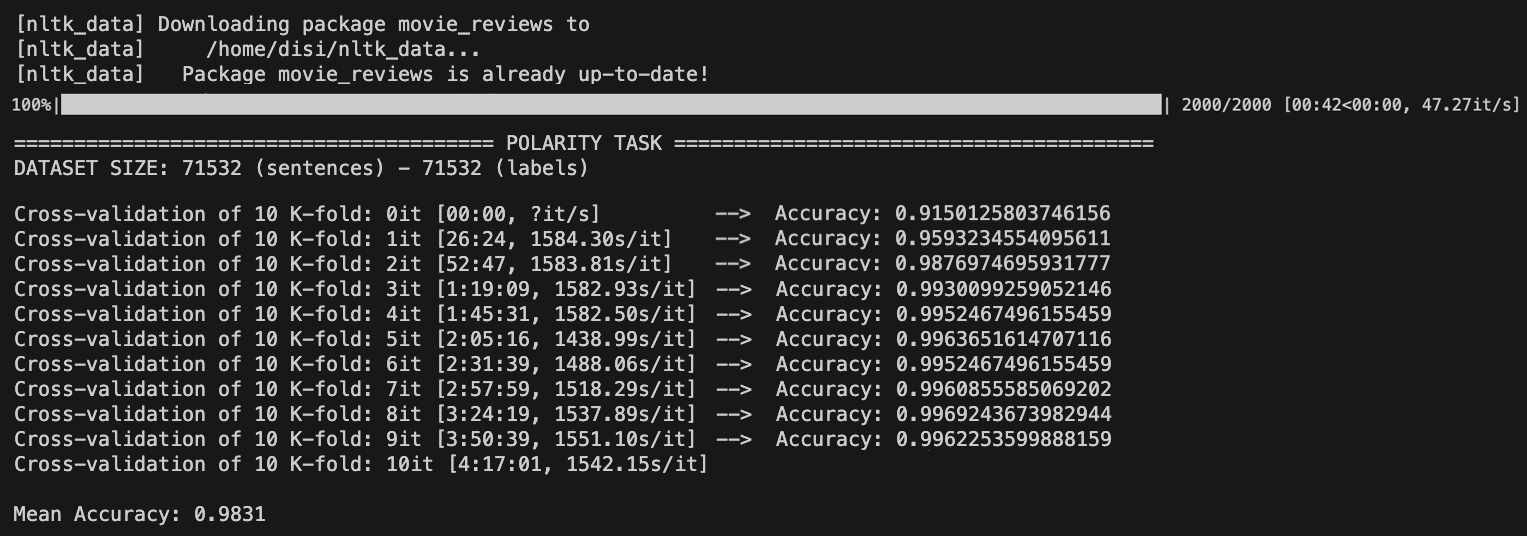 [nltk_data] Downloading package movie_reviews to
[nltk_data]     /home/disi/nltk_data...
[nltk_data]   Package movie_reviews is already up-to-date!
100%| | 2000/2000 [00:42<00:00, 47.27it/s]
======================================== POLARITY TASK ========================================
DATASET SIZE: 71532 (sentences) – 71532 (labels)
Cross-validation of 10 K-fold: 0it [00:00, ?it/s] --> Accuracy: 0.9150125803746156
Cross-validation of 10 K-fold: 1it [26:24, 1584.30s/it] --> Accuracy: 0.9593234554095611
Cross-validation of 10 K-fold: 2it [52:47, 1583.81s/it] --> Accuracy: 0.9876974695931777
Cross-validation of 10 K-fold: 3it [1:19:09, 1582.93s/it] --> Accuracy: 0.9930099259052146
Cross-validation of 10 K-fold: 4it [1:45:31, 1582.50s/it] --> Accuracy: 0.9952467496155459
Cross-validation of 10 K-fold: 5it [2:05:16, 1438.99s/it] --> Accuracy: 0.9963651614707116
Cross-validation of 10 K-fold: 6it [2:31:39, 1488.06s/it] --> Accuracy: 0.9952467496155459
Cross-validation of 10 K-fold: 7it [2:57:59, 1518.29s/it] --> Accuracy: 0.9960855585069202
Cross-validation of 10 K-fold: 8it [3:24:19, 1537.89s/it] --> Accuracy: 0.9969243673982944
Cross-validation of 10 K-fold: 9it [3:50:39, 1551.10s/it] --> Accuracy: 0.9962253599888159
Cross-validation of 10 K-fold: 10it [4:17:01, 1542.15s/it]
Mean Accuracy: 0.9831